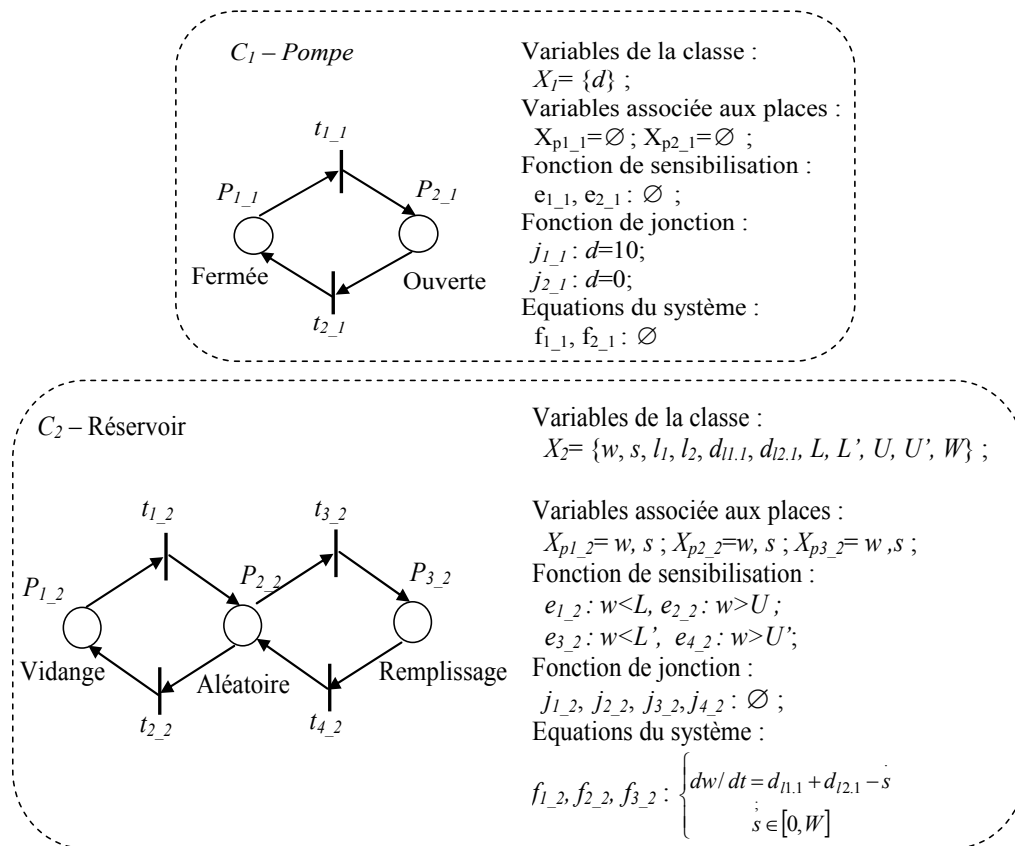 C1 – Pompe
t1_1
P1_1
P2_1
Fermée
Ouverte
t2_1
Variables de la classe :
X1= {d} ;
Variables associée aux places :
Xp1_1=∅ ; Xp2_1=∅ ;
Fonction de sensibilisation :
e1_1, e2_1 : ∅ ;
Fonction de jonction :
j1_1 : d=10;
j2_1 : d=0;
Equations du système :
f1_1, f2_1 : ∅
C2 – Réservoir
t1_2
t3_2
P1_2
P2_2
P3_2
Vidange
Aléatoire
Remplissage
t2_2
t4_2
Variables de la classe :
X2= {w, s, l1, l2, dl1.1, dl2.1, L, L’, U, U’, W} ;
Variables associée aux places :
Xp1_2= w, s ; Xp2_2=w, s ; Xp3_2= w ,s ;
Fonction de sensibilisation :
e1_2 : w<L, e2_2 : w>U ;
e3_2 : w<L’, e4_2 : w>U’;
Fonction de jonction :
j1_2, j2_2, j3_2, j4_2 : ∅ ;
Equations du système :
f1_2, f2_2, f3_2 : { dw/dt = dl1.1 + dl2.1 − s
;
s ∈ [0,W]